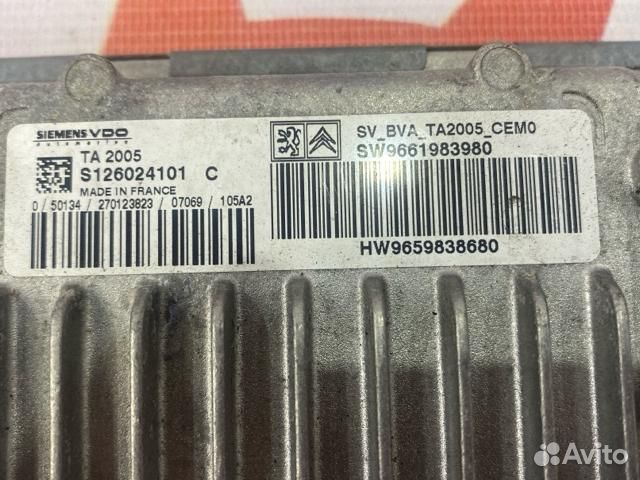 SIEMENS VDO
automotive
TA 2005
S126024101 C
MADE IN FRANCE
0 / 50134 / 270123823 / 07069 / 105A2
SV_BVA_TA2005_CEM0
SW9661983980
HW9659838680
Avito